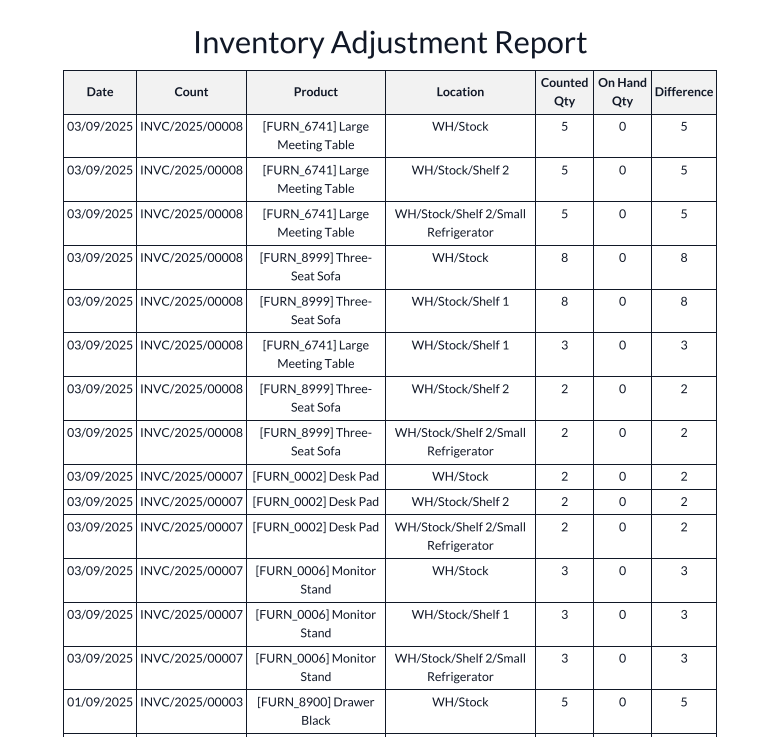 Inventory Adjustment Report
Date Count Product Location Counted Qty On Hand Qty Difference
03/09/2025 INVC/2025/00008 [FURN_6741] Large Meeting Table WH/Stock 5 0 5
03/09/2025 INVC/2025/00008 [FURN_6741] Large Meeting Table WH/Stock/Shelf 2 5 0 5
03/09/2025 INVC/2025/00008 [FURN_6741] Large Meeting Table WH/Stock/Shelf 2/Small Refrigerator 5 0 5
03/09/2025 INVC/2025/00008 [FURN_8999] Three-Seat Sofa WH/Stock 8 0 8
03/09/2025 INVC/2025/00008 [FURN_8999] Three-Seat Sofa WH/Stock/Shelf 1 8 0 8
03/09/2025 INVC/2025/00008 [FURN_6741] Large Meeting Table WH/Stock/Shelf 1 3 0 3
03/09/2025 INVC/2025/00008 [FURN_8999] Three-Seat Sofa WH/Stock/Shelf 2 2 0 2
03/09/2025 INVC/2025/00008 [FURN_8999] Three-Seat Sofa WH/Stock/Shelf 2/Small Refrigerator 2 0 2
03/09/2025 INVC/2025/00007 [FURN_0002] Desk Pad WH/Stock 2 0 2
03/09/2025 INVC/2025/00007 [FURN_0002] Desk Pad WH/Stock/Shelf 2 2 0 2
03/09/2025 INVC/2025/00007 [FURN_0002] Desk Pad WH/Stock/Shelf 2/Small Refrigerator 2 0 2
03/09/2025 INVC/2025/00007 [FURN_0006] Monitor Stand WH/Stock 3 0 3
03/09/2025 INVC/2025/00007 [FURN_0006] Monitor Stand WH/Stock/Shelf 1 3 0 3
03/09/2025 INVC/2025/00007 [FURN_0006] Monitor Stand WH/Stock/Shelf 2/Small Refrigerator 3 0 3
01/09/2025 INVC/2025/00003 [FURN_8900] Drawer Black WH/Stock 5 0 5